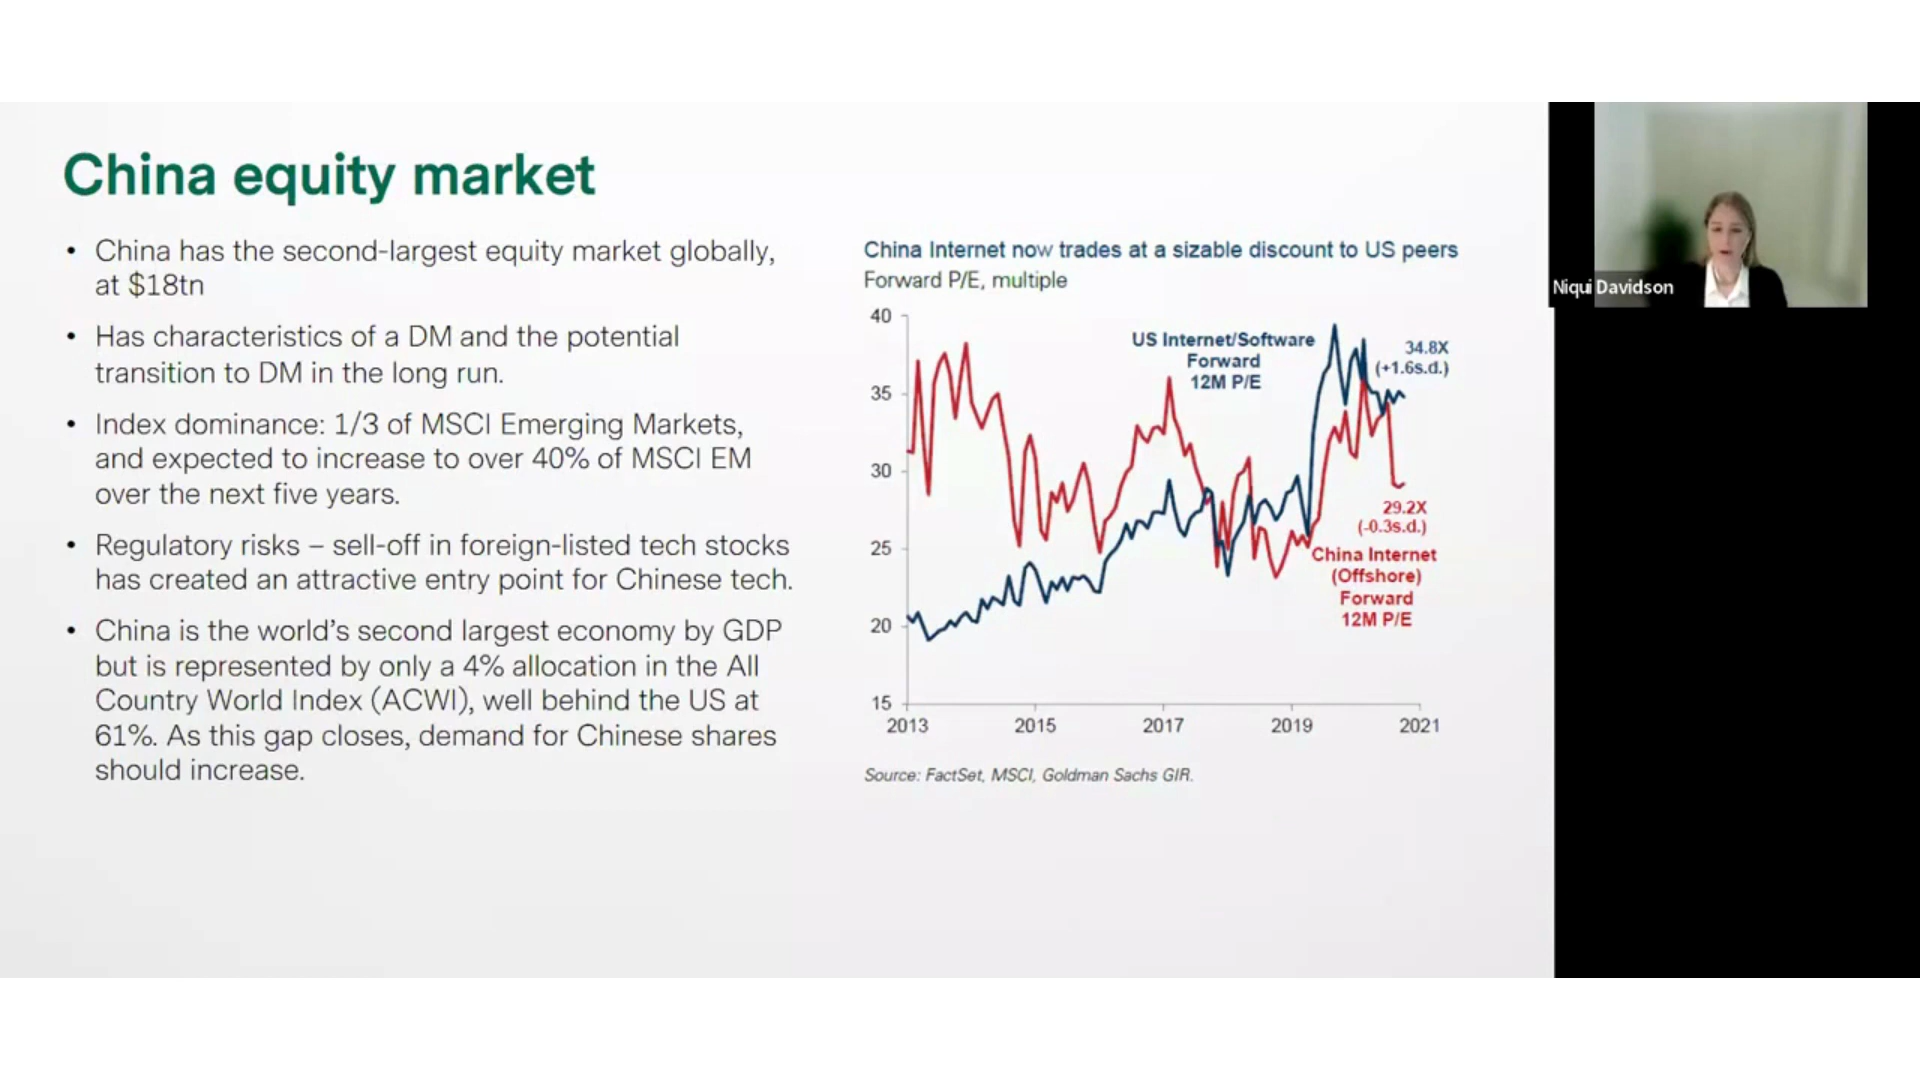 China equity market
• China has the second-largest equity market globally,
at $18tn
• Has characteristics of a DM and the potential
transition to DM in the long run.
• Index dominance: 1/3 of MSCI Emerging Markets,
and expected to increase to over 40% of MSCI EM
over the next five years.
• Regulatory risks – sell-off in foreign-listed tech stocks
has created an attractive entry point for Chinese tech.
• China is the world's second largest economy by GDP
but is represented by only a 4% allocation in the All
Country World Index (ACWI), well behind the US at
61%. As this gap closes, demand for Chinese shares
should increase.
China Internet now trades at a sizable discount to US peers
Forward P/E, multiple
40
35
30
25
20
15
2013
2015
2017
2019
2021
US Internet/Software
Forward
12M P/E
34.8X
(+1.6s.d.)
29.2X
(-0.3s.d.)
China Internet
(Offshore)
Forward
12M P/E
Source: FactSet, MSCI, Goldman Sachs GIR.
Niqui Davidson